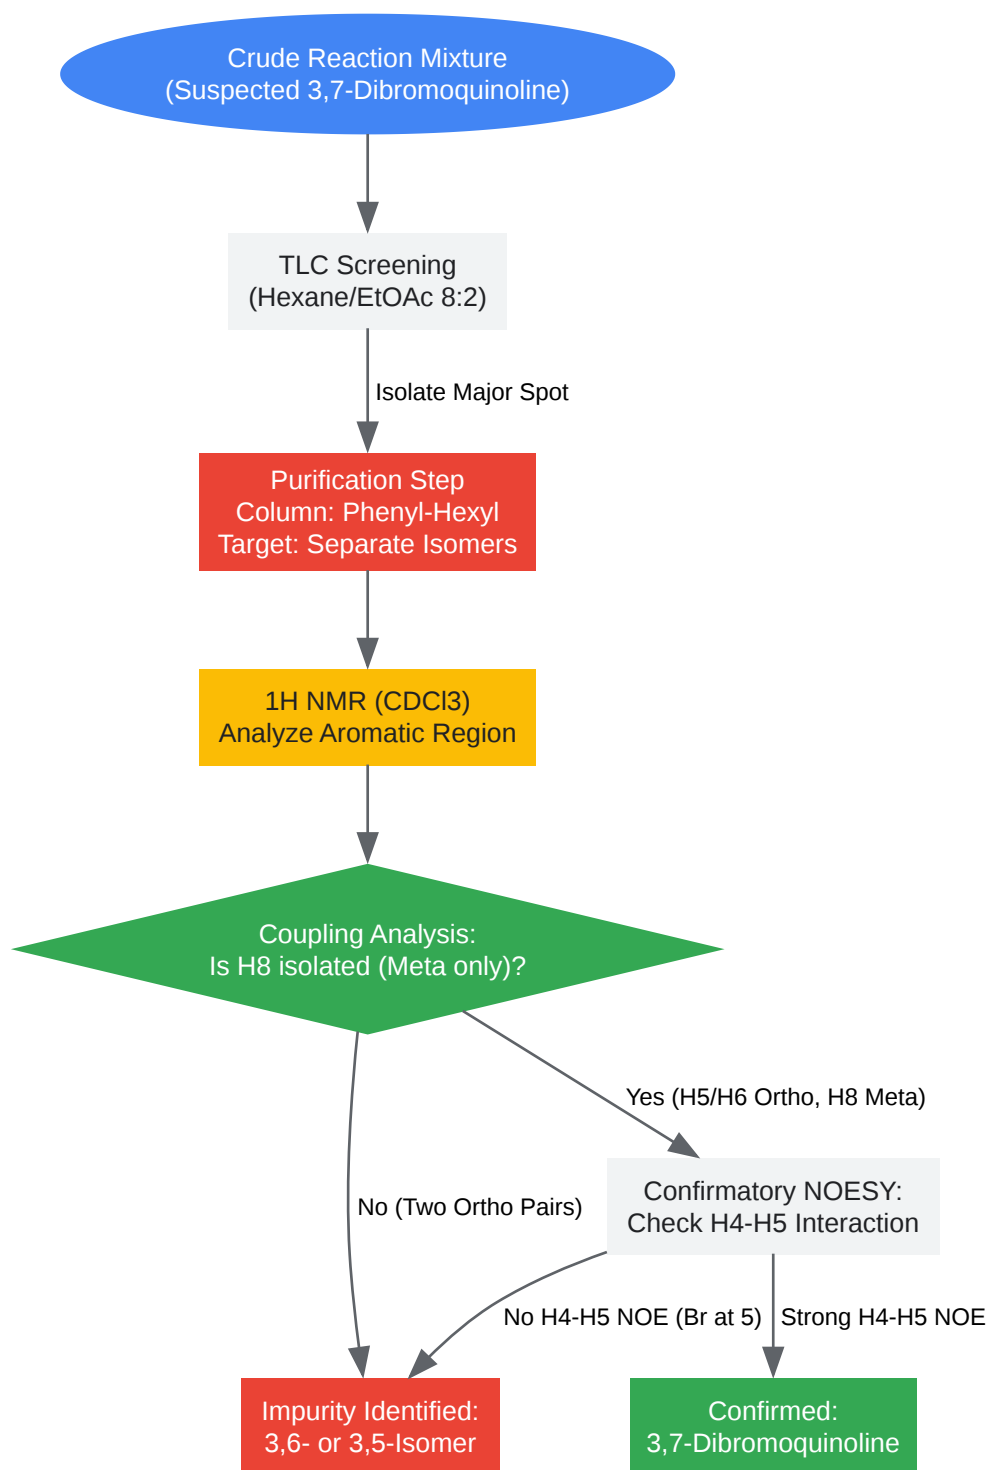 Crude Reaction Mixture
(Suspected 3,7-Dibromoquinoline)
TLC Screening
(Hexane/EtOAc 8:2)
Isolate Major Spot
Purification Step
Column: Phenyl-Hexyl
Target: Separate Isomers
1H NMR (CDCl3)
Analyze Aromatic Region
Coupling Analysis:
Is H8 isolated (Meta only)?
Yes (H5/H6 Ortho, H8 Meta)
No (Two Ortho Pairs)
Confirmatory NOESY:
Check H4-H5 Interaction
No H4-H5 NOE (Br at 5)
Strong H4-H5 NOE
Impurity Identified:
3,6- or 3,5-Isomer
Confirmed:
3,7-Dibromoquinoline